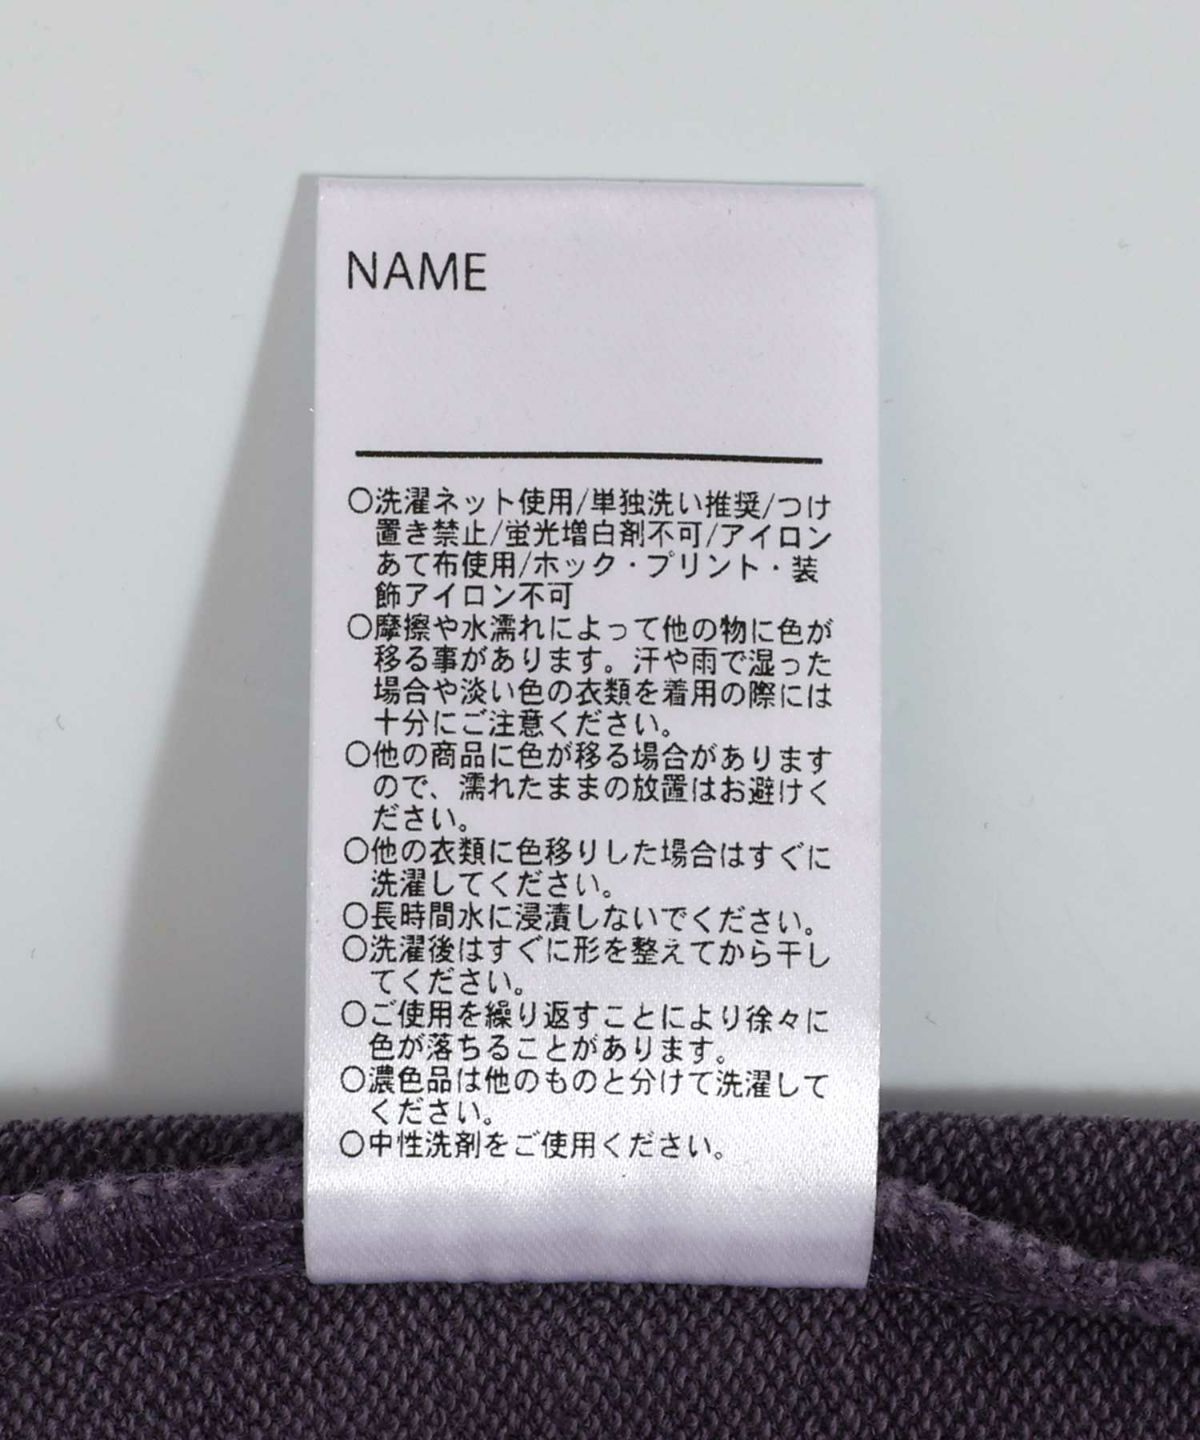 NAME
○洗濯ネット使用/単独洗い推奨/つけ
置き禁止/蛍光増白剤不可/アイロン
あて布使用/ホック・プリント・装
飾アイロン不可
○摩擦や水濡れによって他の物に色が
移る事があります。汗や雨で湿った
場合や淡い色の衣類を着用の際には
十分にご注意ください。
○他の商品に色が移る場合があります
ので、濡れたままの放置はお避けく
ださい。
○他の衣類に色移りした場合はすぐに
洗濯してください。
○長時間水に浸漬しないでください。
○洗濯後はすぐに形を整えてから干し
てください。
○ご使用を繰り返すことにより徐々に
色が落ちることがあります。
○濃色品は他のものと分けて洗濯して
ください。
○中性洗剤をご使用ください。